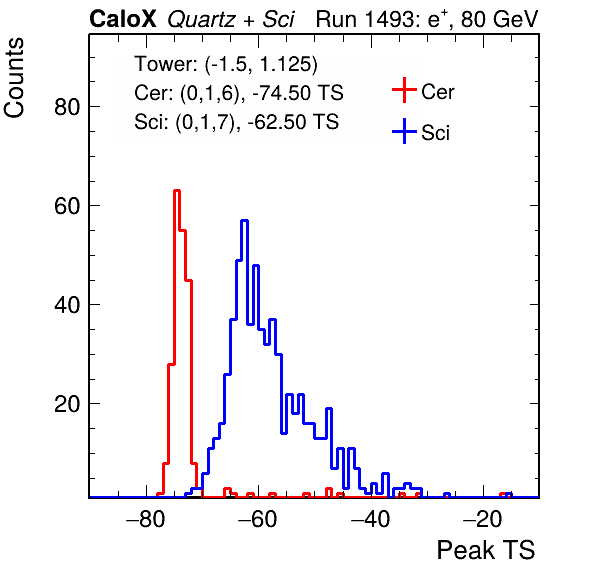 CaloX Quartz + Sci Run 1493: e+, 80 GeV
Counts
Tower: (-1.5, 1.125)
Cer: (0,1,6), -74.50 TS
Sci: (0,1,7), -62.50 TS
Cer
Sci
80
60
40
20
−80 −60 −40 −20
Peak TS